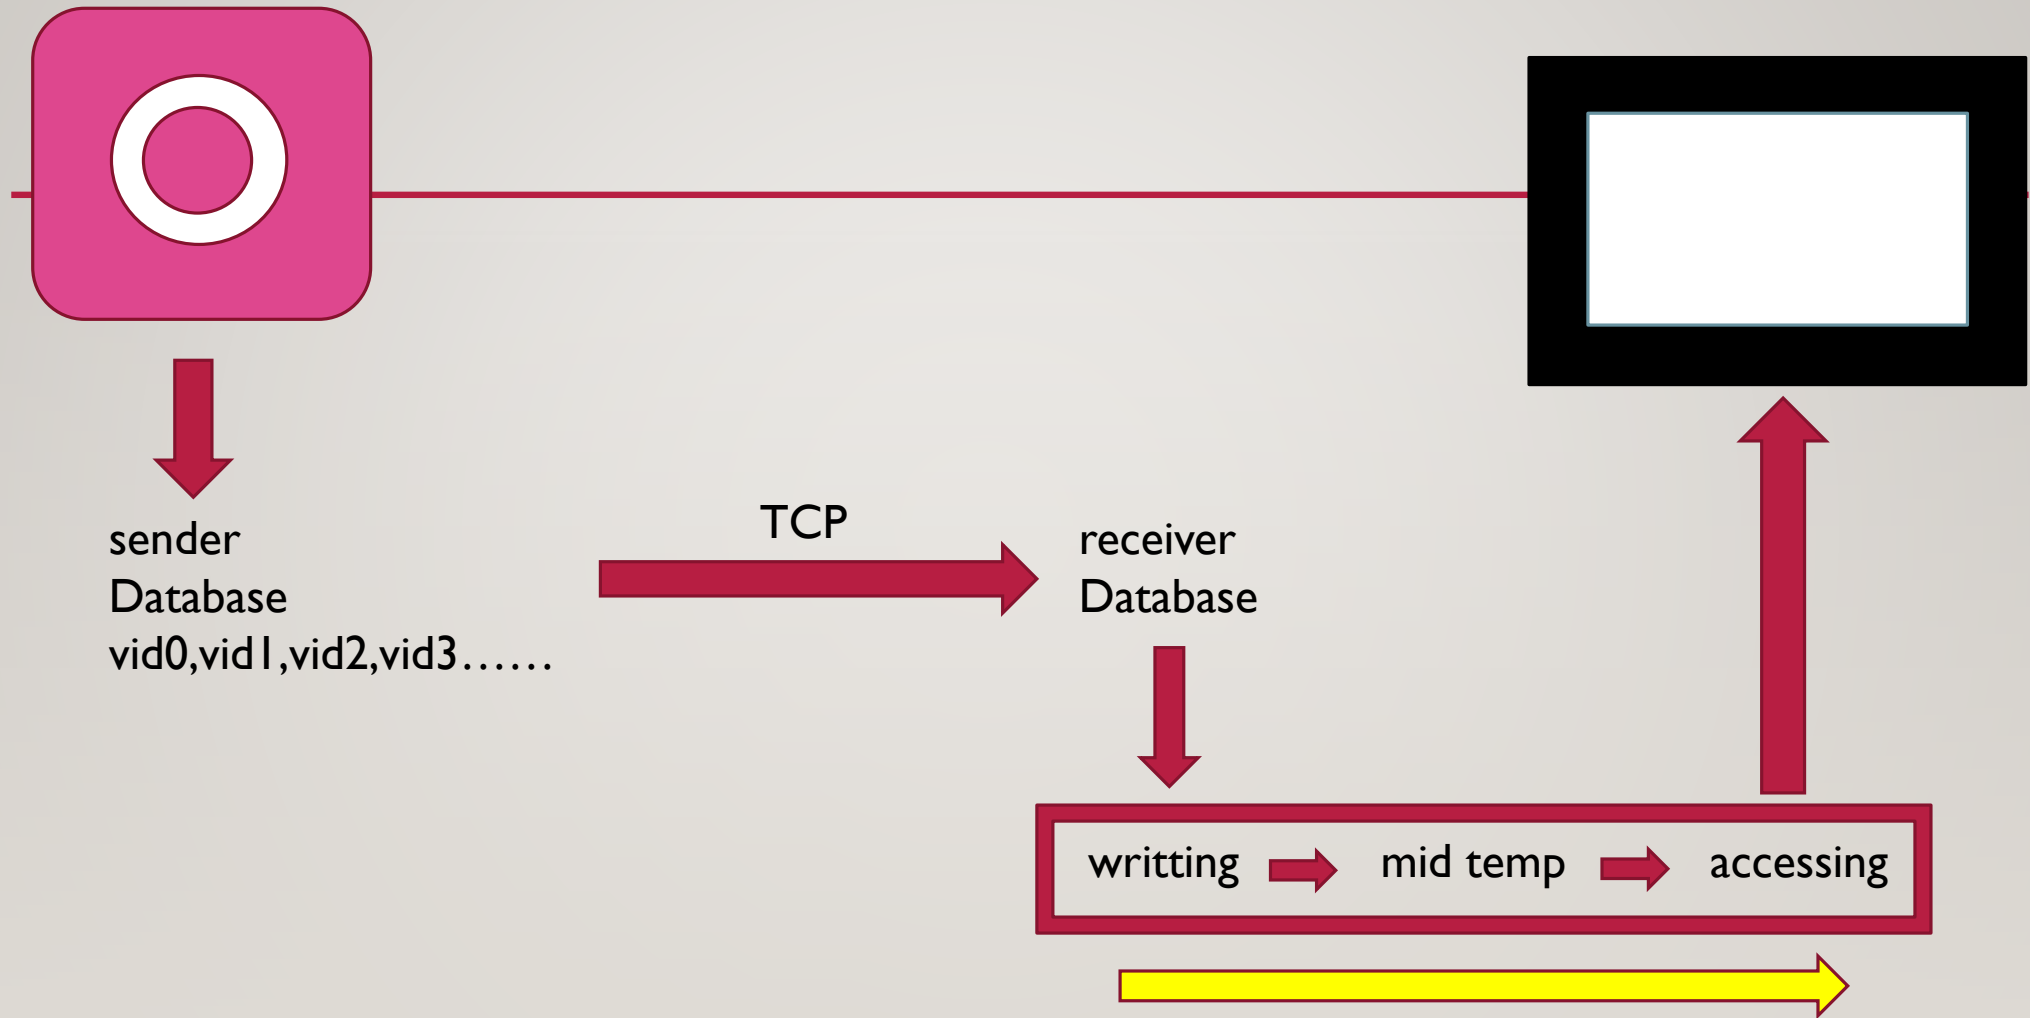 sender
Database
vid0,vid1,vid2,vid3……
TCP
receiver
Database
writting
mid temp
accessing